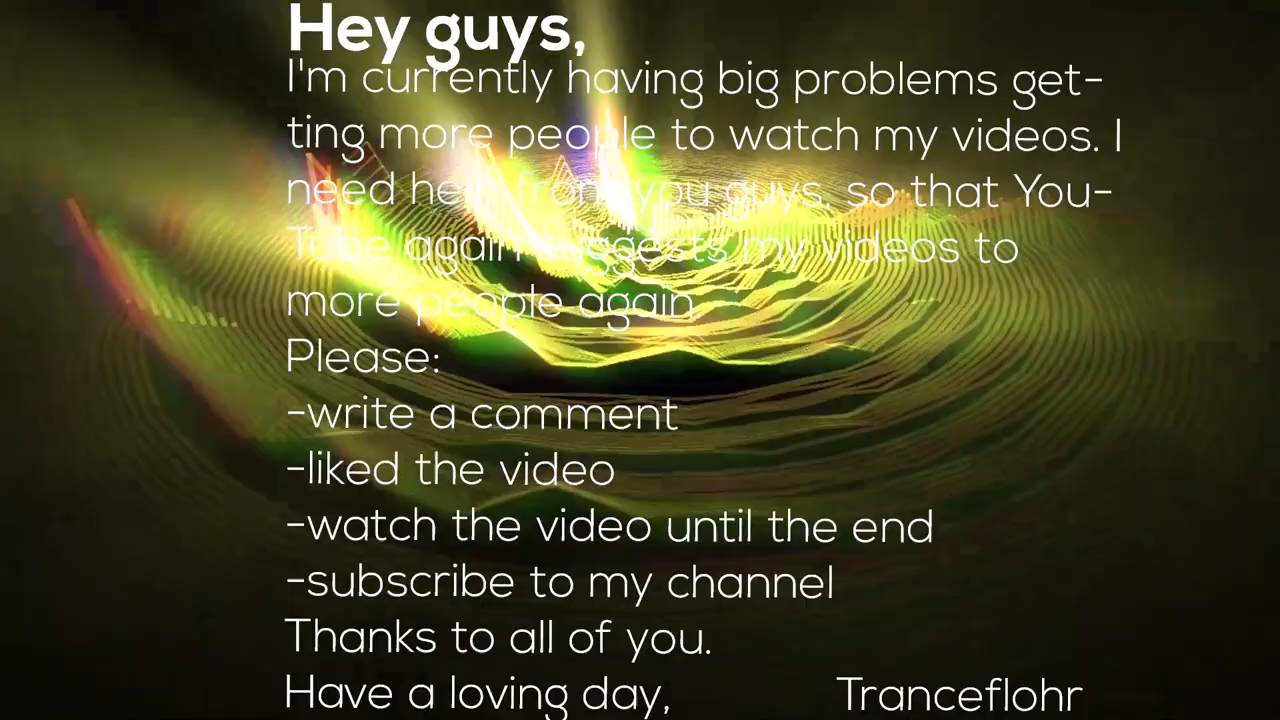 Hey guys,
I'm currently having big problems get-
ting more people to watch my videos. I
need help from you guys, so that You-
Tube again suggests my videos to
more people again
Please:
-write a comment
-liked the video
-watch the video until the end
-subscribe to my channel
Thanks to all of you.
Have a loving day, Tranceflohr